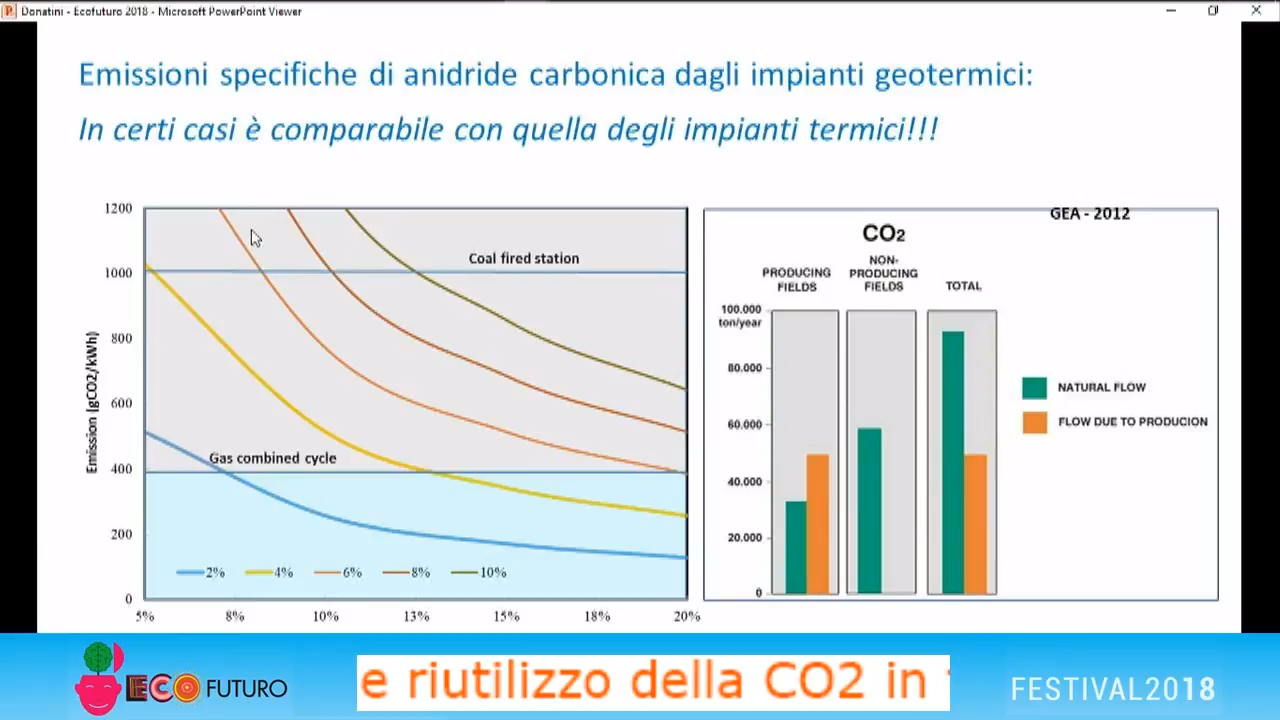 Donatini - Ecofuturo 2018 - Microsoft PowerPoint Viewer
Emissioni specifiche di anidride carbonica dagli impianti geotermici:
In certi casi è comparabile con quella degli impianti termici!!!
Emission (gCO2/kWh)
1200
1000
800
600
400
200
0
Coal fired station
Gas combined cycle
2% 4% 6% 8% 10%
5% 8% 10% 13% 15% 18% 20%
GEA - 2012
CO2
PRODUCING
FIELDS
NON-
PRODUCING
FIELDS
TOTAL
100.000
ton/year
80.000
60.000
40.000
20.000
0
NATURAL FLOW
FLOW DUE TO PRODUCION
ECO FUTURO
e riutilizzo della CO2 in
FESTIVAL2018